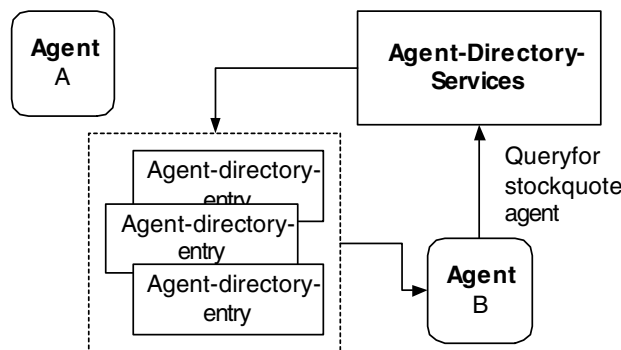 Agent
A
Agent-Directory-
Services
Agent-directory-
entry
Agent-directory-
entry
Agent-directory-
entry
Queryfor
stockquote
agent
Agent
B